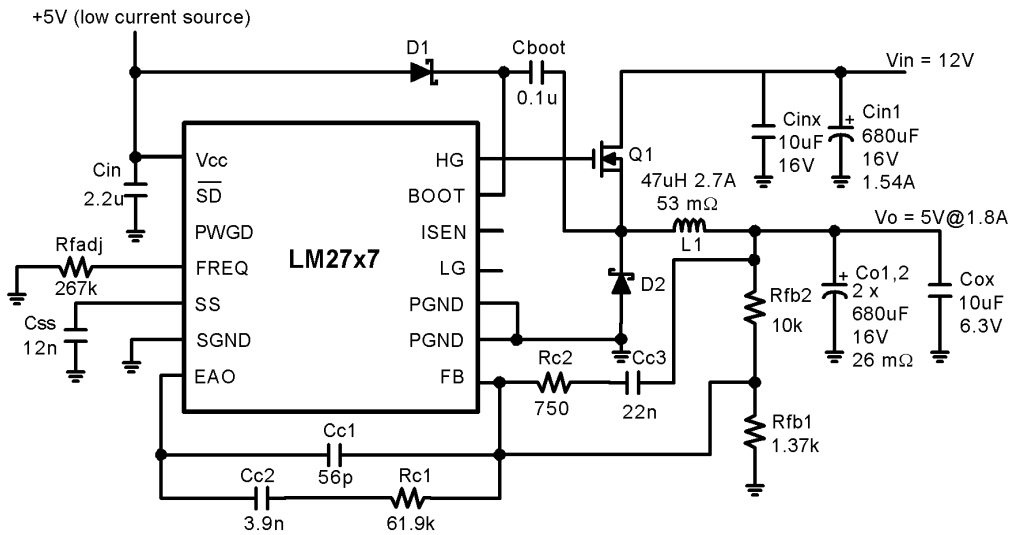 +5V (low current source)
D1
Cboot
0.1u
Vin = 12V
Cinx
10uF
16V
+
Cin1
680uF
16V
1.54A
Cin
2.2u
Vcc
SD
PWGD
FREQ
SS
SGND
EAO
LM27x7
HG
BOOT
ISEN
LG
PGND
PGND
FB
Q1
47uH 2.7A
53 mΩ
L1
Vo = 5V@1.8A
D2
Rfadj
267k
Css
12n
Rfb2
10k
+
Co1,2
2 x
680uF
16V
26 mΩ
Cox
10uF
6.3V
Rc2
750
Cc3
22n
Rfb1
1.37k
Cc1
56p
Cc2
3.9n
Rc1
61.9k